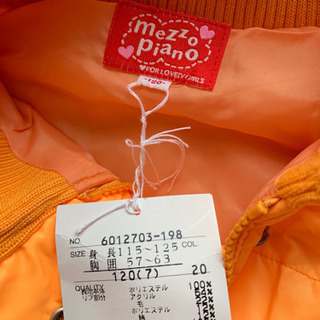 mezzo
piano
FOR LOVELY GIRLS
120
NO. 6012703-198
SIZE 身長 115～125 COL.
胸囲 57～63
120(7) 20
QUALITY ポリエステル 100
リブ部分 アクリル
毛
ポリエステル